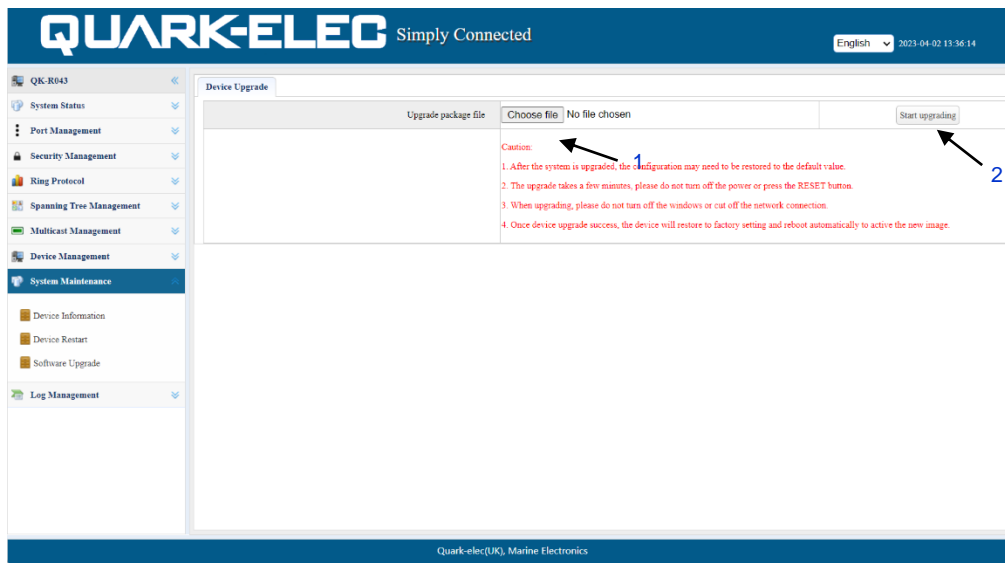 QUARK-ELEC Simply Connected
English 2023-04-02 13:36:14
QK-R043
System Status
Port Management
Security Management
Ring Protocol
Spanning Tree Management
Multicast Management
Device Management
System Maintenance
Device Information
Device Restart
Software Upgrade
Log Management
Device Upgrade
Upgrade package file Choose file No file chosen Start upgrading
Caution:
1
1. After the system is upgraded, the configuration may need to be restored to the default value.
2
2. The upgrade takes a few minutes, please do not turn off the power or press the RESET button.
3. When upgrading, please do not turn off the windows or cut off the network connection.
4. Once device upgrade success, the device will restore to factory setting and reboot automatically to active the new image.
Quark-elec(UK), Marine Electronics